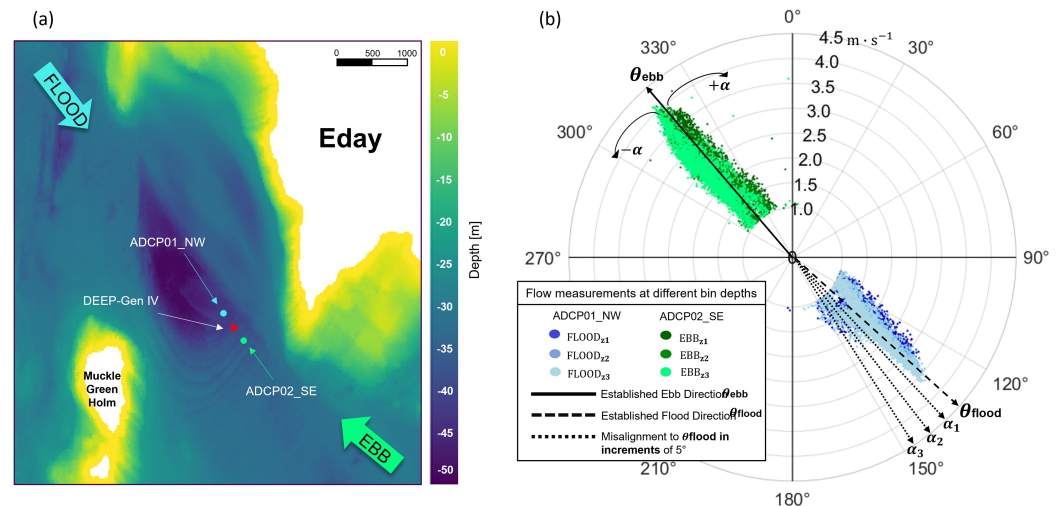 (a)
(b)
FLOOD
0 500 1000
Eday
ADCP01_NW
DEEP-Gen IV
ADCP02_SE
Muckle
Green
Holm
EBB
0
-5
-10
-15
-20
-25
-30
-35
-40
-45
-50
Depth [m]
0°
30°
60°
90°
120°
150°
180°
210°
270°
300°
330°
4.5 m · s⁻¹
4.0
3.5
3.0
2.5
2.0
1.5
1.0
0
θebb
+α
−α
θflood
α1
α2
α3
Flow measurements at different bin depths
ADCP01_NW ADCP02_SE
FLOODz1 EBBz1
FLOODz2 EBBz2
FLOODz3 EBBz3
Established Ebb Direction θebb
Established Flood Direction θflood
Misalignment to θflood in
increments of 5°